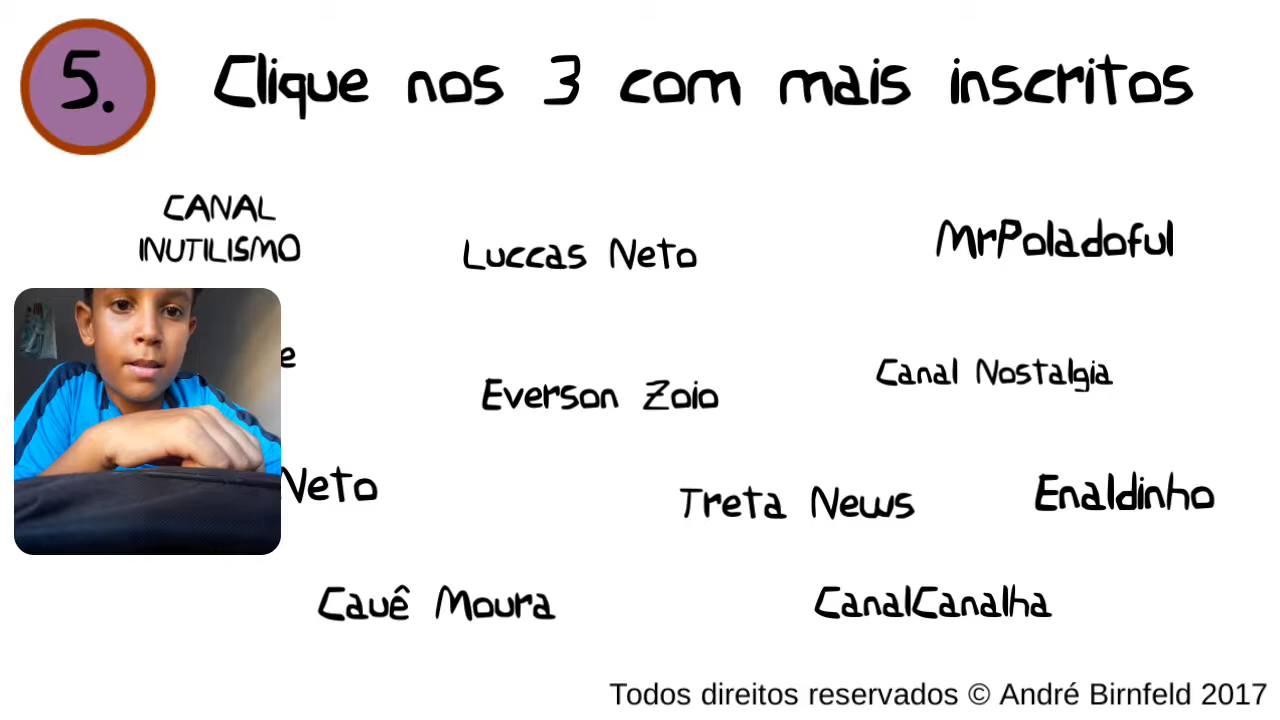 5.
Clique nos 3 com mais inscritos
CANAL
INUTILISMO
Luccas Neto
MrPoladoful
Everson Zoio
Canal Nostalgia
Neto
Treta News
Enaldinho
Cauê Moura
CanalCanalha
Todos direitos reservados © André Birnfeld 2017